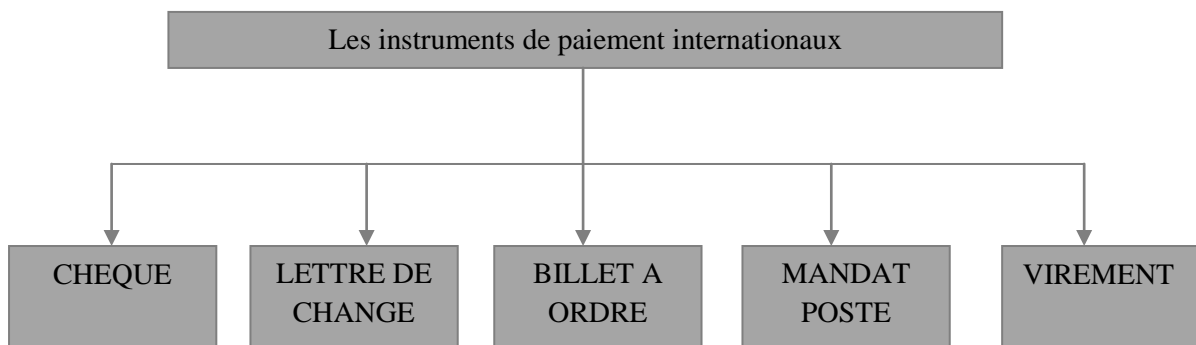 Les instruments de paiement internationaux
CHEQUE
LETTRE DE
CHANGE
BILLET A
ORDRE
MANDAT
POSTE
VIREMENT